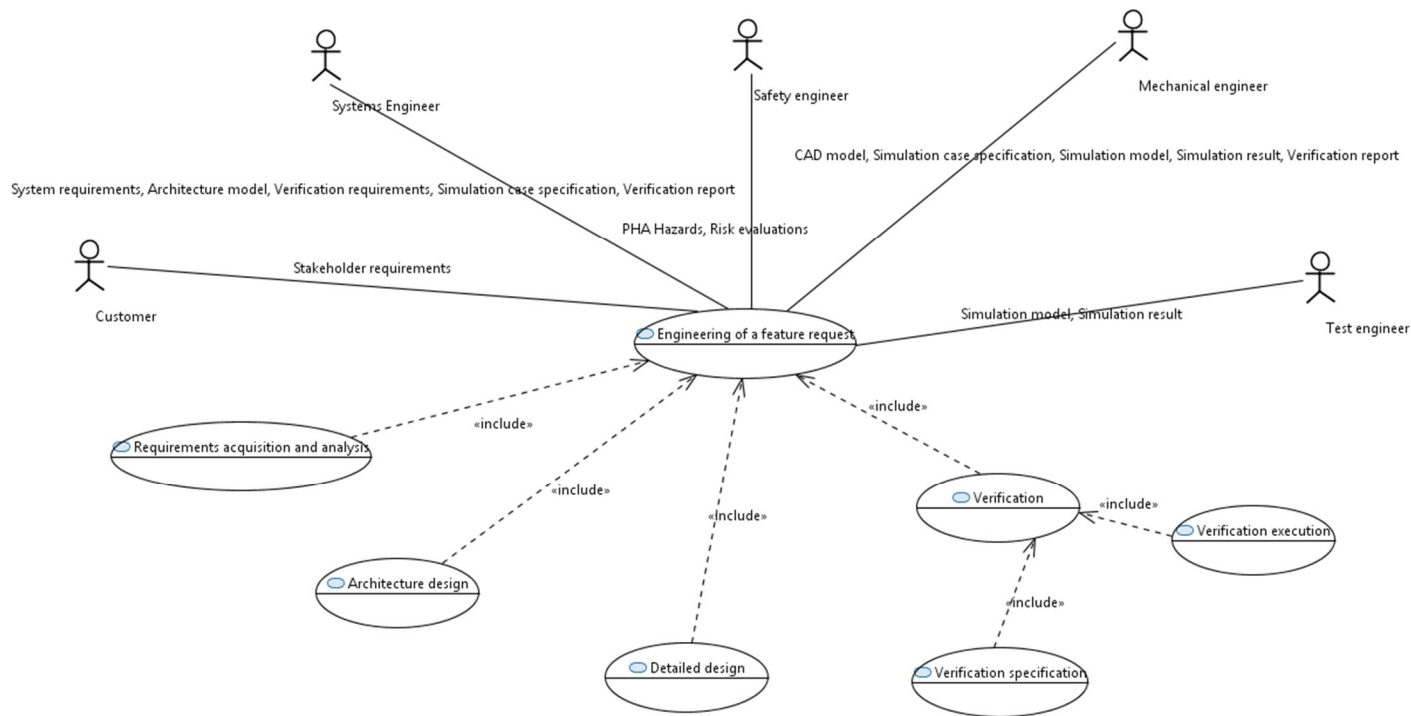 Systems Engineer
Safety engineer
Mechanical engineer
CAD model, Simulation case specification, Simulation model, Simulation result, Verification report
System requirements, Architecture model, Verification requirements, Simulation case specification, Verification report
PHA Hazards, Risk evaluations
Stakeholder requirements
Customer
Simulation model, Simulation result
Test engineer
Engineering of a feature request
«include»
«include»
Requirements acquisition and analysis
«include»
Verification
«include»
«include»
Verification execution
Architecture design
«include»
Detailed design
Verification specification